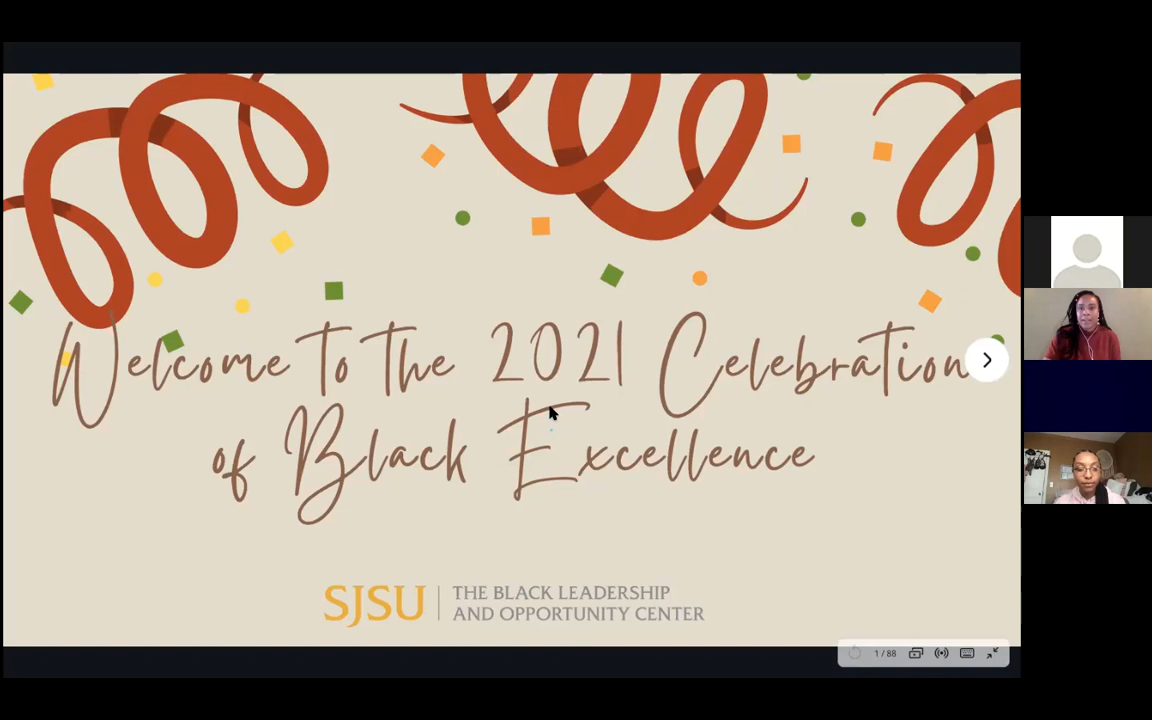 Welcome to the 2021 Celebration
of Black Excellence
SJSU
THE BLACK LEADERSHIP
AND OPPORTUNITY CENTER
1 / 88